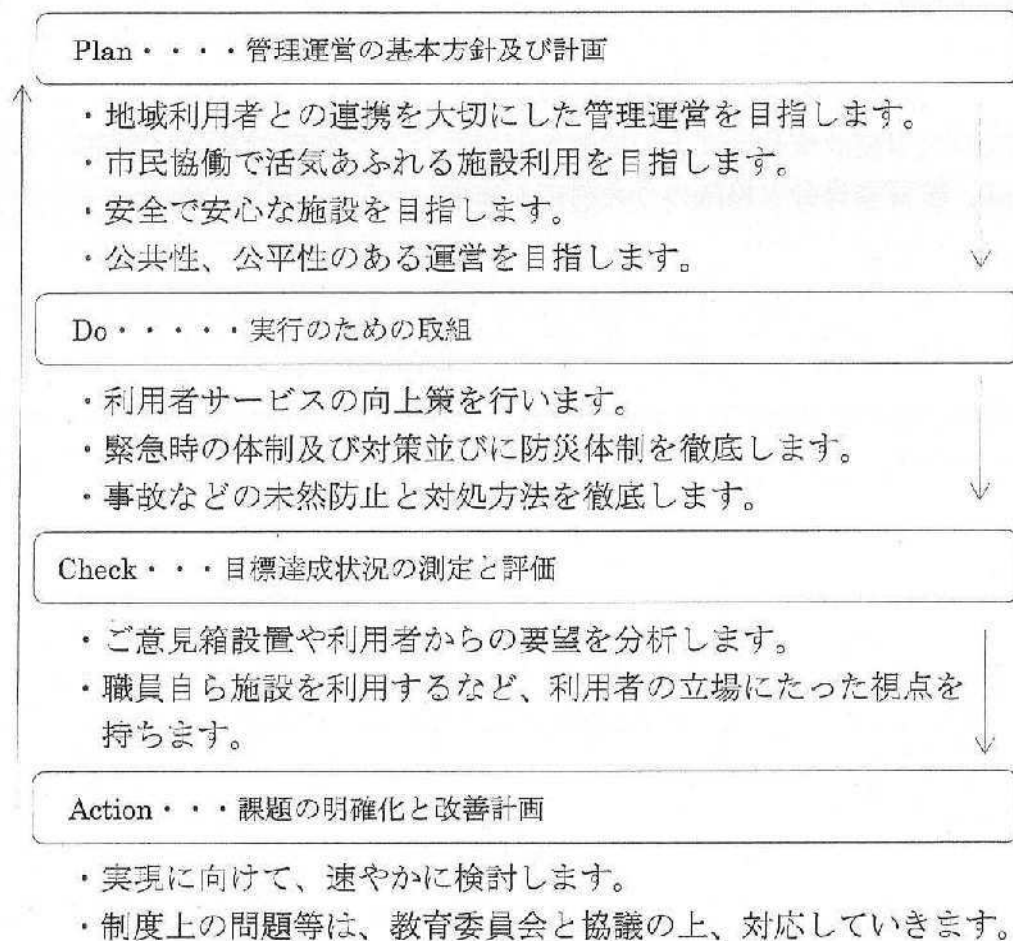 Plan・・・・管理運営の基本方針及び計画
・地域利用者との連携を大切にした管理運営を目指します。
・市民協働で活気あふれる施設利用を目指します。
・安全で安心な施設を目指します。
・公共性、公平性のある運営を目指します。
Do・・・・・実行のための取組
・利用者サービスの向上策を行います。
・緊急時の体制及び対策並びに防災体制を徹底します。
・事故などの未然防止と対処方法を徹底します。
Check・・・目標達成状況の測定と評価
・ご意見箱設置や利用者からの要望を分析します。
・職員自ら施設を利用するなど、利用者の立場にたった視点を
持ちます。
Action・・・課題の明確化と改善計画
・実現に向けて、速やかに検討します。
・制度上の問題等は、教育委員会と協議の上、対応していきます。